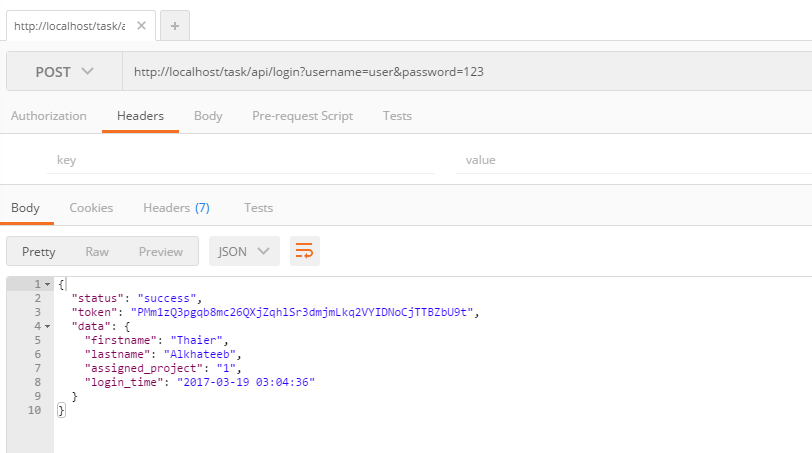 http://localhost/task/a × +
POST http://localhost/task/api/login?username=user&password=123
Authorization Headers Body Pre-request Script Tests
key value
Body Cookies Headers (7) Tests
Pretty Raw Preview JSON
1 {
2 "status": "success",
3 "token": "PMm1zQ3pgqb8mc26QXjZqhlSr3dmjmLkq2VYIDNoCjTTBZbU9t",
4 "data": {
5 "firstname": "Thaier",
6 "lastname": "Alkhateeb",
7 "assigned_project": "1",
8 "login_time": "2017-03-19 03:04:36"
9 }
10 }